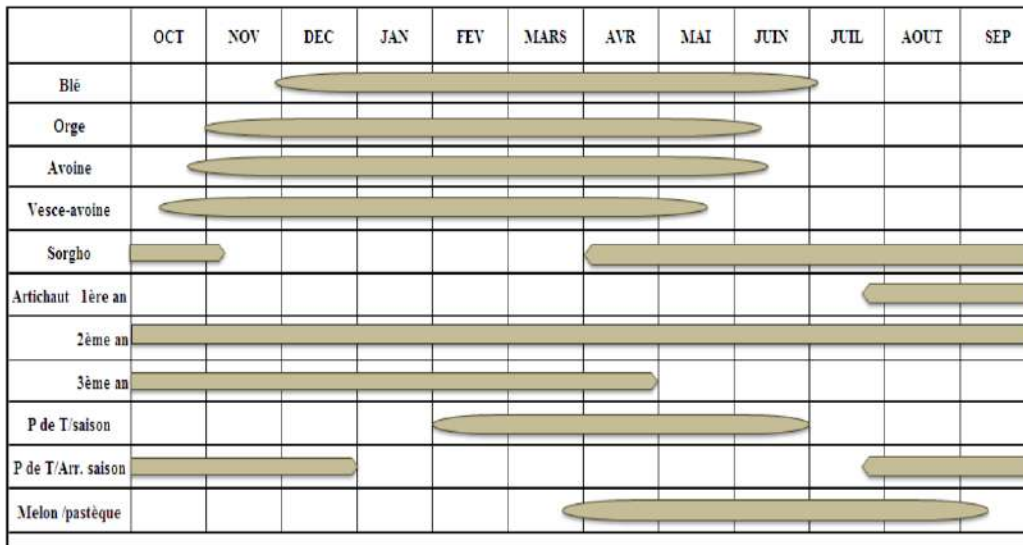 OCT NOV DEC JAN FEV MARS AVR MAI JUIN JUIL AOUT SEP
Blé
Orge
Avoine
Vesce-avoine
Sorgho
Artichaut 1ère an
2ème an
3ème an
P de T/saison
P de T/Arr. saison
Melon /pastèque